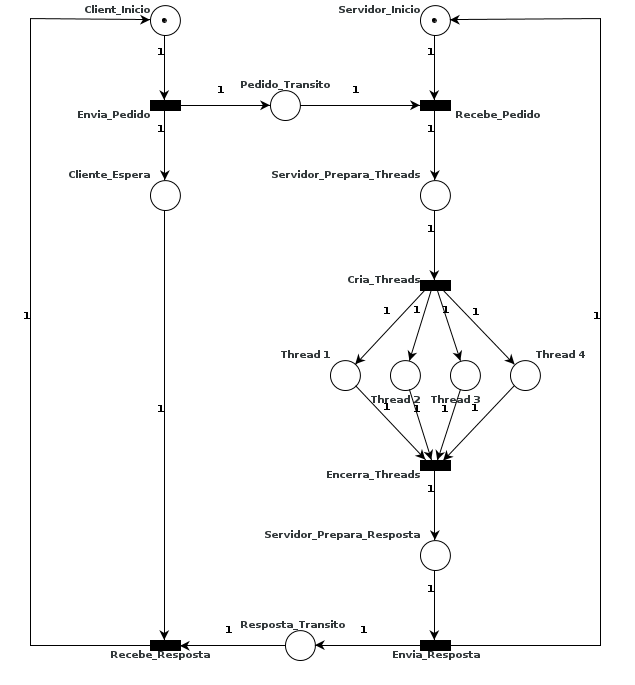 Client_Inicio
Servidor_Inicio
1
1
Pedido_Transito
1
1
Envia_Pedido
Recebe_Pedido
1
1
Cliente_Espera
Servidor_Prepara_Threads
1
Cria_Threads
1
1
1
1
1
1
Thread 1
Thread 4
Thread 2
Thread 3
1
1
1
1
1
Encerra_Threads
1
Servidor_Prepara_Resposta
1
Resposta_Transito
1
1
Recebe_Resposta
Envia_Resposta